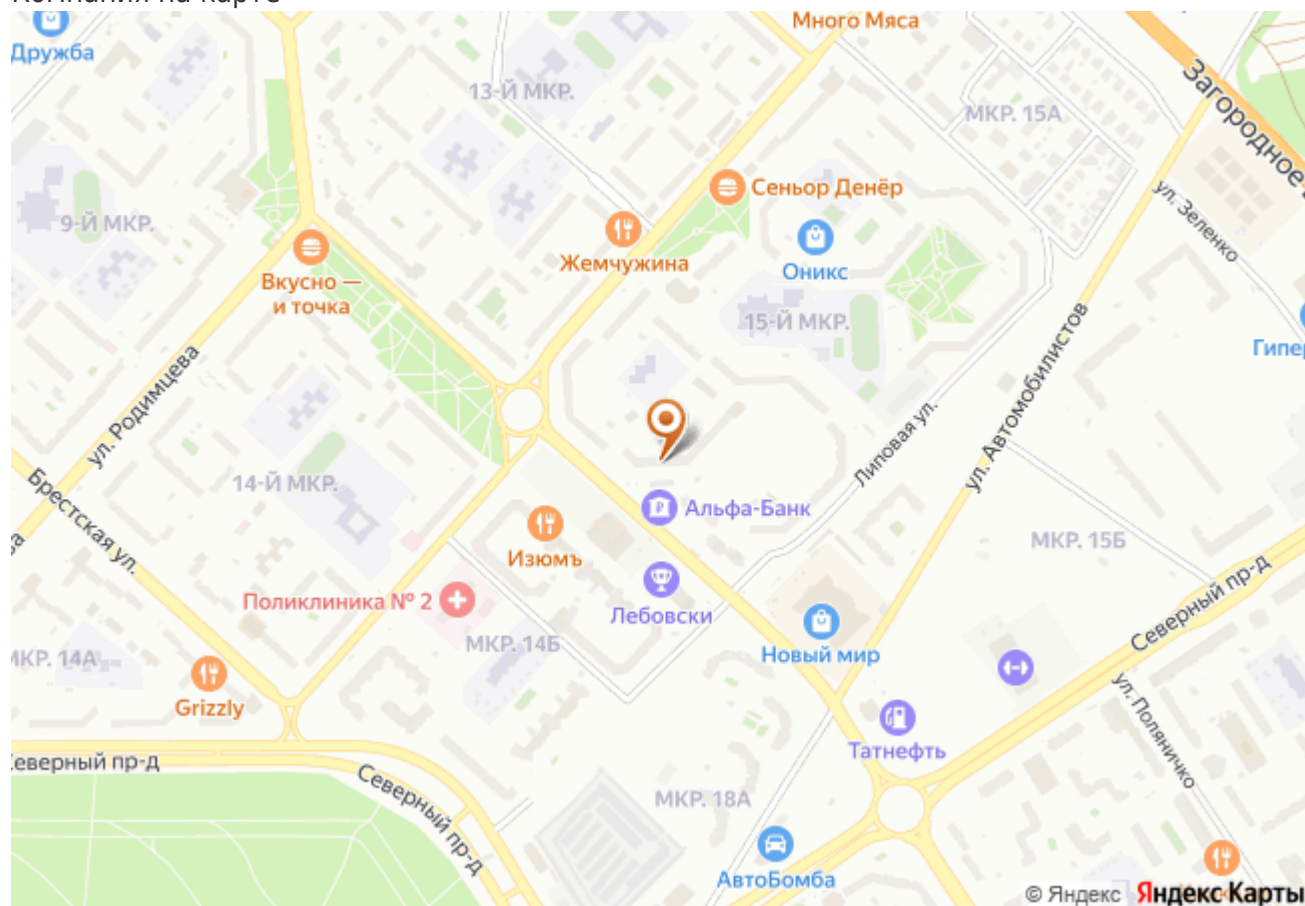 Компания на карте
Много Мяса
Дружба
13-Й МКР.
Загородное
МКР. 15А
Сеньор Денёр
ул. Зеленко
9-Й МКР.
Жемчужина
Оникс
Вкусно —
и точка
15-Й МКР.
Гипер
ул. Родимцева
ул. Автомобилистов
Липовая ул.
14-Й МКР.
Брестская ул.
Альфа-Банк
Изюмъ
МКР. 15Б
Поликлиника № 2
Лебовски
Северный пр-д
МКР. 14Б
Новый мир
МКР. 14А
Grizzly
ул. Поляничко
Татнефть
Северный пр-д
Северный пр-д
МКР. 18А
АвтоБомба
© Яндекс Яндекс Карты